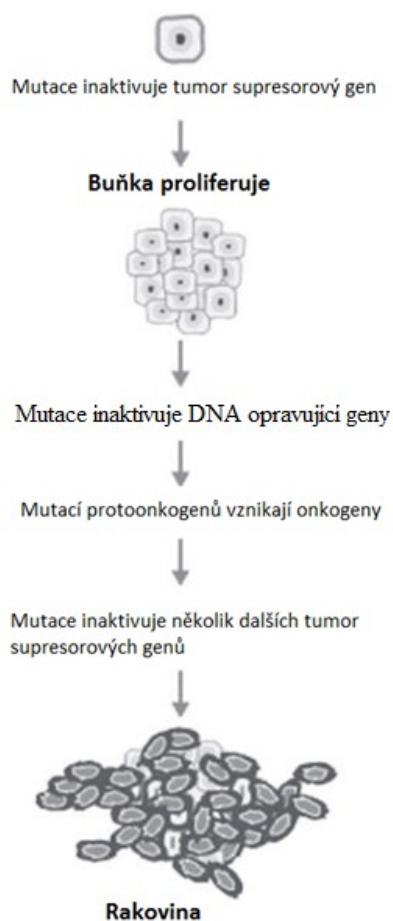 Mutace inaktivuje tumor supresorový gen
Buňka proliferuje
Mutace inaktivuje DNA opravující geny
Mutací protoonkogenů vznikají onkogeny
Mutace inaktivuje několik dalších tumor
supresorových genů
Rakovina